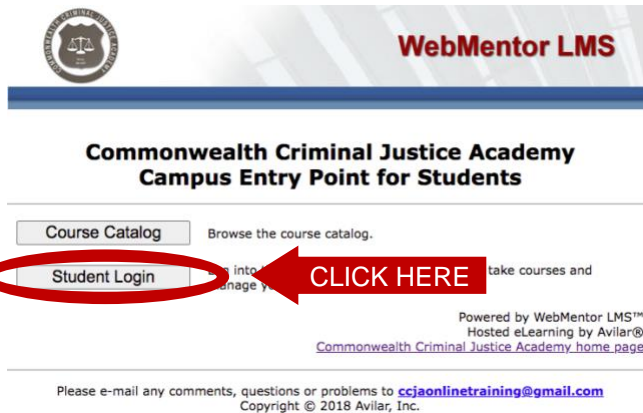 COMMONWEALTH CRIMINAL JUSTICE ACADEMY
WebMentor LMS
Commonwealth Criminal Justice Academy
Campus Entry Point for Students
Course Catalog Browse the course catalog.
Student Login into CLICK HERE take courses and
manage
Powered by WebMentor LMS™
Hosted eLearning by Avilar®
Commonwealth Criminal Justice Academy home page
Please e-mail any comments, questions or problems to ccjaonlinetraining@gmail.com
Copyright © 2018 Avilar, Inc.